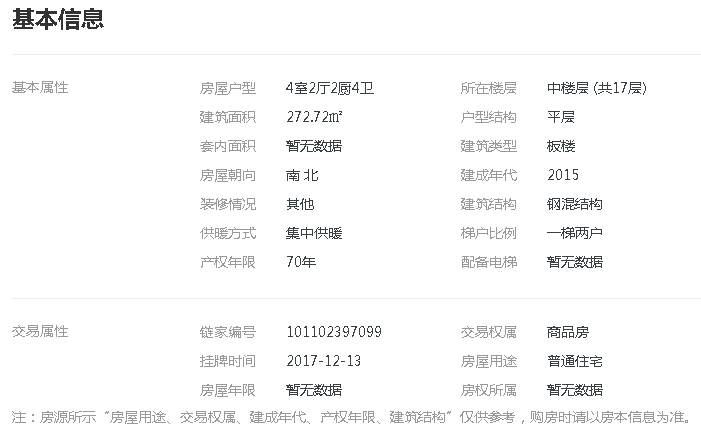 基本信息
基本属性 房屋户型 4室2厅2厨4卫 所在楼层 中楼层 (共17层)
建筑面积 272.72㎡ 户型结构 平层
套内面积 暂无数据 建筑类型 板楼
房屋朝向 南 北 建成年代 2015
装修情况 其他 建筑结构 钢混结构
供暖方式 集中供暖 梯户比例 一梯两户
产权年限 70年 配备电梯 暂无数据
交易属性 链家编号 101102397099 交易权属 商品房
挂牌时间 2017-12-13 房屋用途 普通住宅
房屋年限 暂无数据 房权所属 暂无数据
注：房源所示“房屋用途、交易权属、建成年代、产权年限、建筑结构”仅供参考，购房时请以房本信息为准。